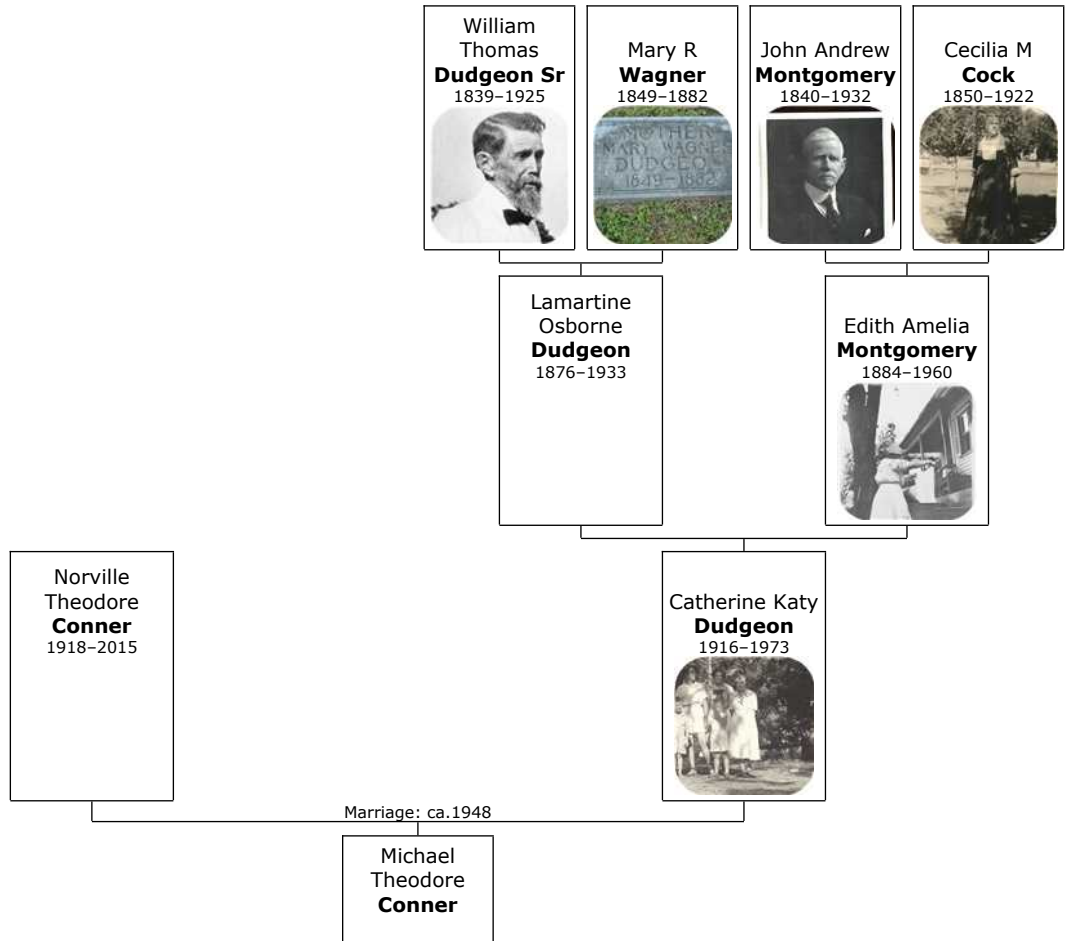 William
Thomas
Dudgeon Sr
1839–1925
Mary R
Wagner
1849–1882
MOTHER
MARY WAGNER
DUDGEON
1849–1882
John Andrew
Montgomery
1840–1932
Cecilia M
Cock
1850–1922
Lamartine
Osborne
Dudgeon
1876–1933
Edith Amelia
Montgomery
1884–1960
Norville
Theodore
Conner
1918–2015
Catherine Katy
Dudgeon
1916–1973
Marriage: ca.1948
Michael
Theodore
Conner